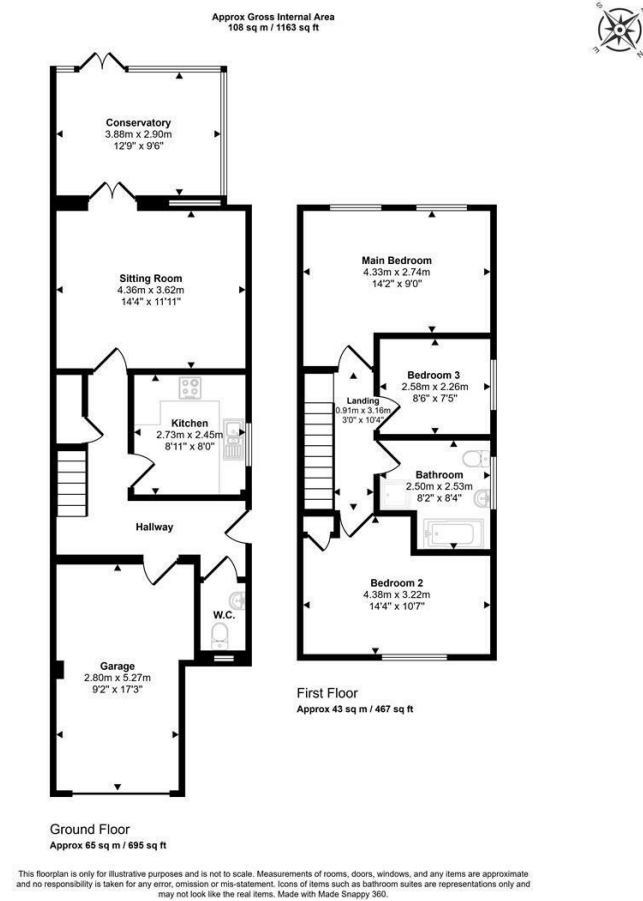 Approx Gross Internal Area
108 sq m / 1163 sq ft
S
E
Conservatory
3.88m x 2.90m
12'9" x 9'6"
Sitting Room
4.36m x 3.62m
14'4" x 11'11"
Kitchen
2.73m x 2.45m
8'11" x 8'0"
Hallway
W.C.
Garage
2.80m x 5.27m
9'2" x 17'3"
Ground Floor
Approx 65 sq m / 695 sq ft
Main Bedroom
4.33m x 2.74m
14'2" x 9'0"
Bedroom 3
2.58m x 2.26m
8'6" x 7'5"
Landing
0.91m x 3.16m
3'0" x 10'4"
Bathroom
2.50m x 2.53m
8'2" x 8'4"
Bedroom 2
4.38m x 3.22m
14'4" x 10'7"
First Floor
Approx 43 sq m / 467 sq ft
This floorplan is only for illustrative purposes and is not to scale. Measurements of rooms, doors, windows, and any items are approximate
and no responsibility is taken for any error, omission or mis-statement. Icons of items such as bathroom suites are representations only and
may not look like the real items. Made with Made Snappy 360.